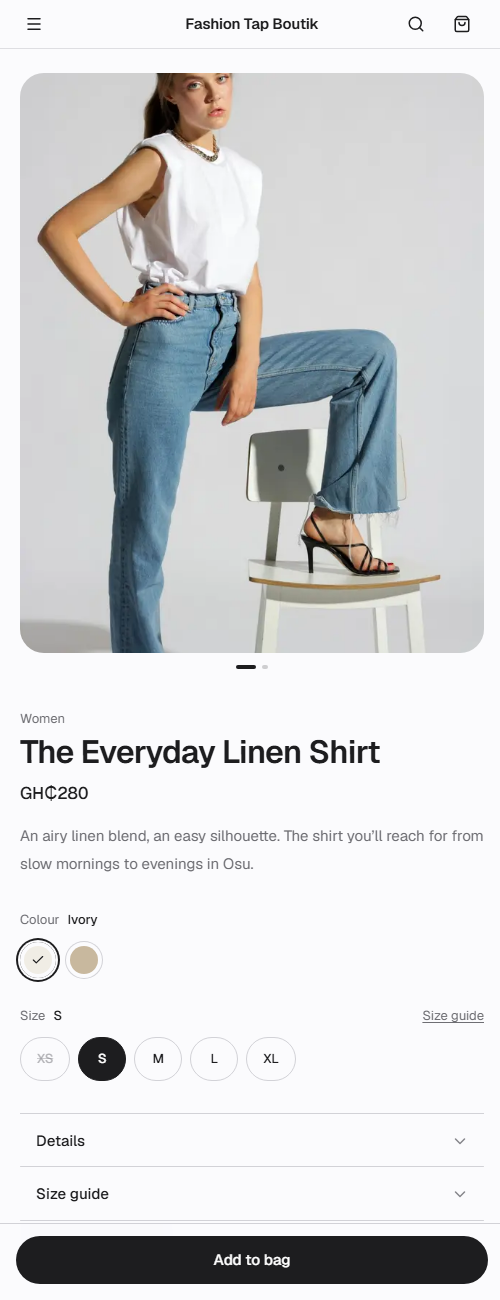 Fashion Tap Boutik
Women
The Everyday Linen Shirt
GH₵280
An airy linen blend, an easy silhouette. The shirt you’ll reach for from
slow mornings to evenings in Osu.
Colour Ivory
Size S Size guide
XS S M L XL
Details
Size guide
Add to bag